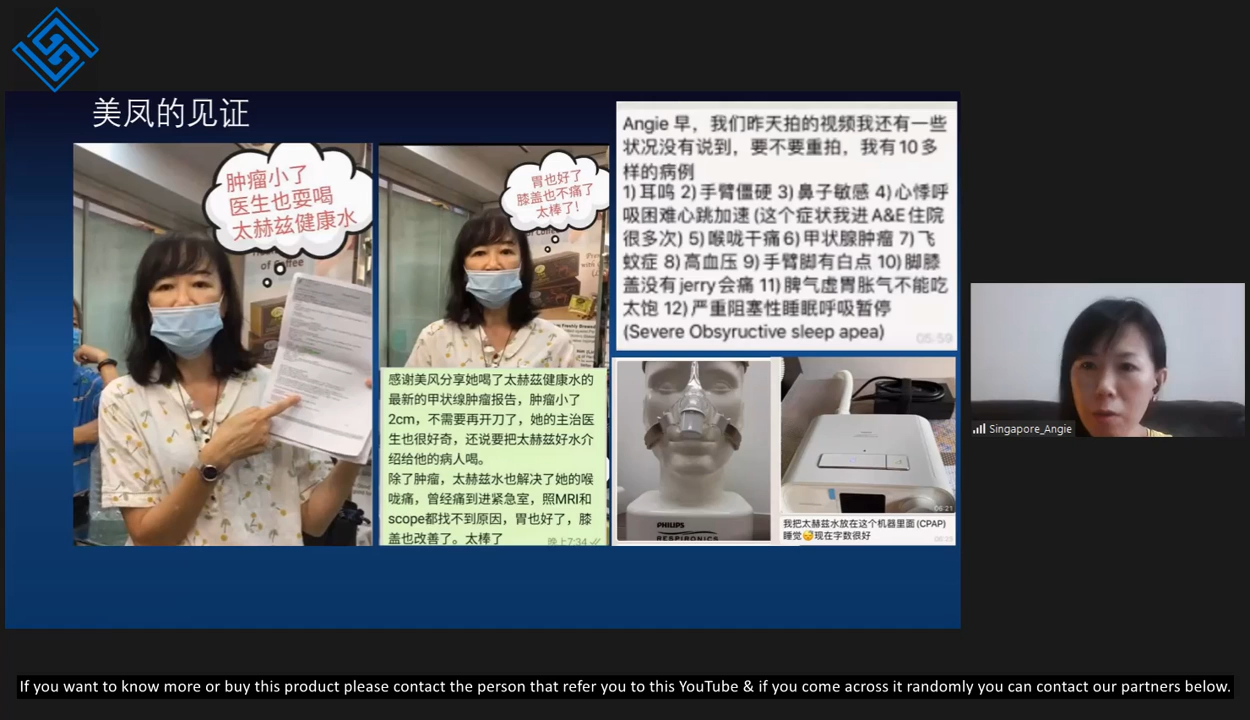 美凤的见证
肿瘤小了
医生也耍喝
太赫兹健康水
of Coffee
胃也好了
膝盖也不痛了
太棒了!
of Coffee
感谢美风分享她喝了太赫兹健康水的
最新的甲状缐肿瘤报告，肿瘤小了
2cm，不需要再开刀了，她的主治医
生也很好奇，还说要把太赫兹好水介
绍给他的病人喝。
除了肿瘤，太赫兹水也解决了她的喉
咙痛，曾经痛到进紧急室，照MRI和
scope都找不到原因，胃也好了，膝
盖也改善了。太棒了
晚上7:34
Angie 早，我们昨天拍的视频我还有一些
状况没有说到，要不要重拍，我有10多
样的病例
1)耳鸣 2)手臂僵硬 3)鼻子敏感 4)心悸呼
吸困难心跳加速 (这个症状我进 A&E 住院
很多次) 5)喉咙干痛 6)甲状腺肿瘤 7)飞
蚊症 8)高血压 9)手臂脚有白点 10)脚膝
盖没有jerry会痛 11)脾气虚胃胀气不能吃
太饱 12)严重阻塞性睡眠呼吸暂停
(Severe Obsyructive sleep apea)
05:59
PHILIPS
RESPIRONICS
06:21
我把太赫兹水放在这个机器里面(CPAP)
睡觉😴现在字数很好
Singapore_Angie
If you want to know more or buy this product please contact the person that refer you to this YouTube & if you come across it randomly you can contact our partners below.